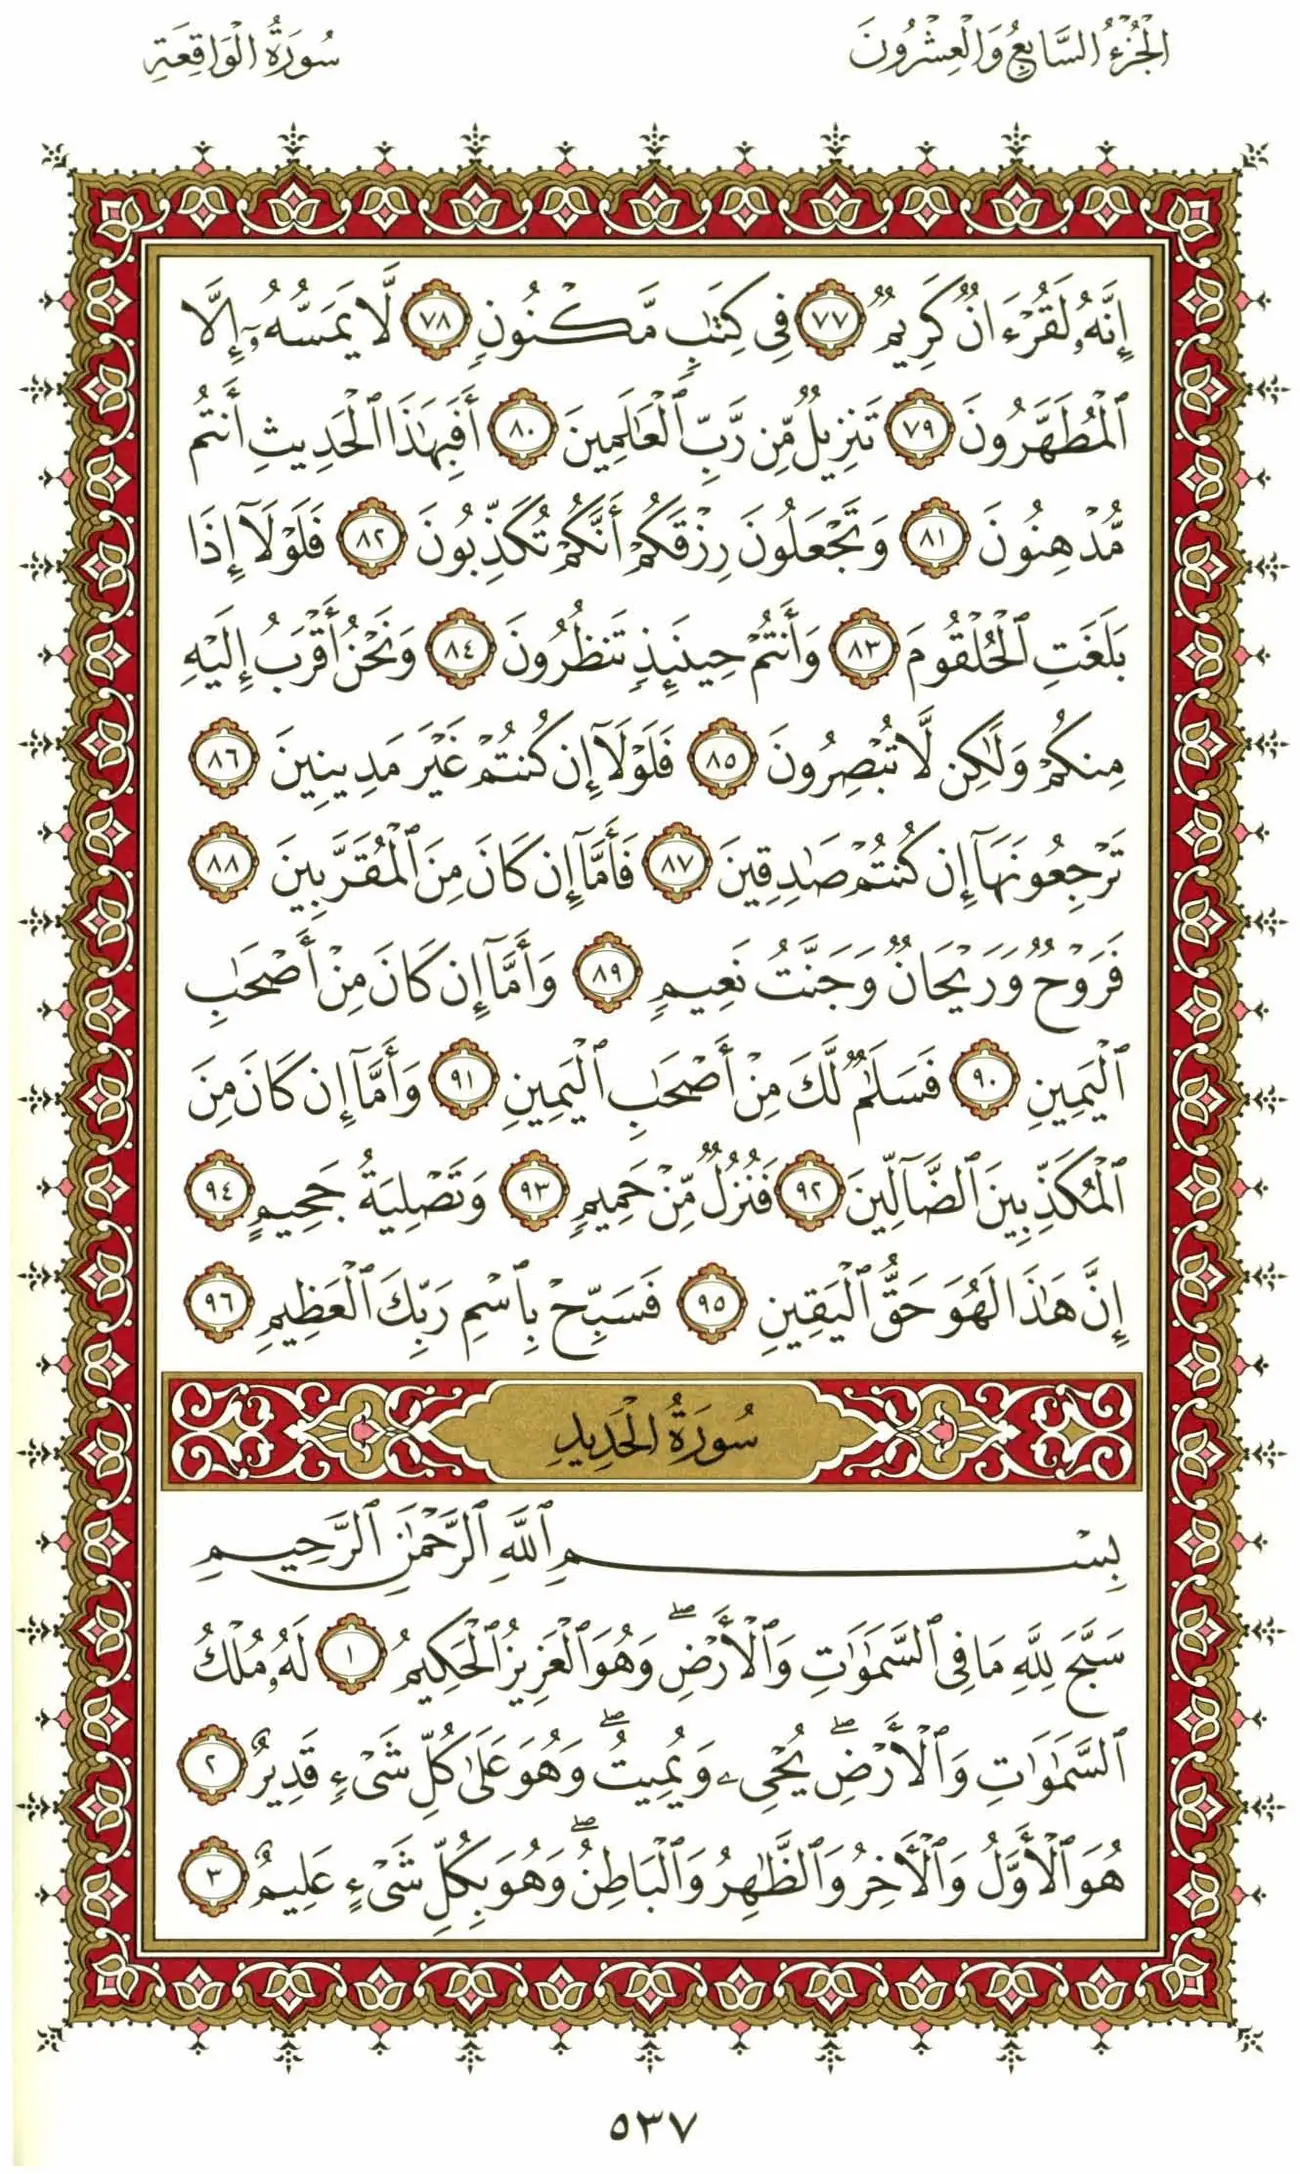 الجزء السابع والعشرون
سورة الواقعة
إِنَّهُۥ لَقُرْءَانٌ كَرِيمٌ ٧٧ فِى كِتَٰبٍ مَّكْنُونٍ ٧٨ لَّا يَمَسُّهُۥٓ إِلَّا
ٱلْمُطَهَّرُونَ ٧٩ تَنزِيلٌ مِّن رَّبِّ ٱلْعَٰلَمِينَ ٨٠ أَفَبِهَٰذَا ٱلْحَدِيثِ أَنتُم
مُّدْهِنُونَ ٨١ وَتَجْعَلُونَ رِزْقَكُمْ أَنَّكُمْ تُكَذِّبُونَ ٨٢ فَلَوْلَآ إِذَا
بَلَغَتِ ٱلْحُلْقُومَ ٨٣ وَأَنتُمْ حِينَئِذٍ تَنظُرُونَ ٨٤ وَنَحْنُ أَقْرَبُ إِلَيْهِ
مِنكُمْ وَلَٰكِن لَّا تُبْصِرُونَ ٨٥ فَلَوْلَآ إِن كُنتُمْ غَيْرَ مَدِينِينَ ٨٦
تَرْجِعُونَهَآ إِن كُنتُمْ صَٰدِقِينَ ٨٧ فَأَمَّآ إِن كَانَ مِنَ ٱلْمُقَرَّبِينَ ٨٨
فَرَوْحٌ وَرَيْحَانٌ وَجَنَّتُ نَعِيمٍ ٨٩ وَأَمَّآ إِن كَانَ مِنْ أَصْحَٰبِ
ٱلْيَمِينِ ٩٠ فَسَلَٰمٌ لَّكَ مِنْ أَصْحَٰبِ ٱلْيَمِينِ ٩١ وَأَمَّآ إِن كَانَ مِنَ
ٱلْمُكَذِّبِينَ ٱلضَّآلِّينَ ٩٢ فَنُزُلٌ مِّنْ حَمِيمٍ ٩٣ وَتَصْلِيَةُ جَحِيمٍ ٩٤
إِنَّ هَٰذَا لَهُوَ حَقُّ ٱلْيَقِينِ ٩٥ فَسَبِّحْ بِٱسْمِ رَبِّكَ ٱلْعَظِيمِ ٩٦
سُورَةُ الحَدِيدِ
بِسْمِ ٱللَّهِ ٱلرَّحْمَٰنِ ٱلرَّحِيمِ
سَبَّحَ لِلَّهِ مَا فِى ٱلسَّمَٰوَٰتِ وَٱلْأَرْضِ ۖ وَهُوَ ٱلْعَزِيزُ ٱلْحَكِيمُ ١ لَهُۥ مُلْكُ
ٱلسَّمَٰوَٰتِ وَٱلْأَرْضِ ۖ يُحْىِۦ وَيُمِيتُ ۖ وَهُوَ عَلَىٰ كُلِّ شَىْءٍ قَدِيرٌ ٢
هُوَ ٱلْأَوَّلُ وَٱلْءَاخِرُ وَٱلظَّٰهِرُ وَٱلْبَاطِنُ ۖ وَهُوَ بِكُلِّ شَىْءٍ عَلِيمٌ ٣
٥٣٧